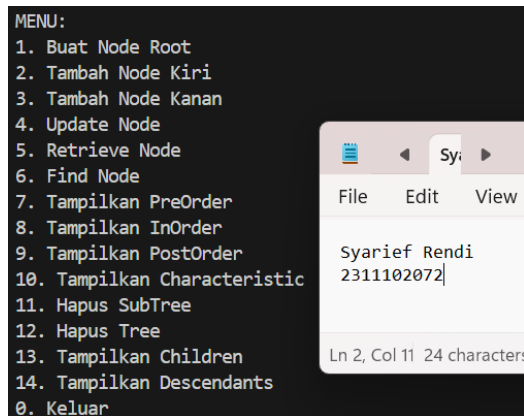 MENU:
1. Buat Node Root
2. Tambah Node Kiri
3. Tambah Node Kanan
4. Update Node
5. Retrieve Node
6. Find Node
7. Tampilkan PreOrder
8. Tampilkan InOrder
9. Tampilkan PostOrder
10. Tampilkan Characteristic
11. Hapus SubTree
12. Hapus Tree
13. Tampilkan Children
14. Tampilkan Descendants
0. Keluar
File Edit View
Syarief Rendi
2311102072
Ln 2, Col 11 24 characters